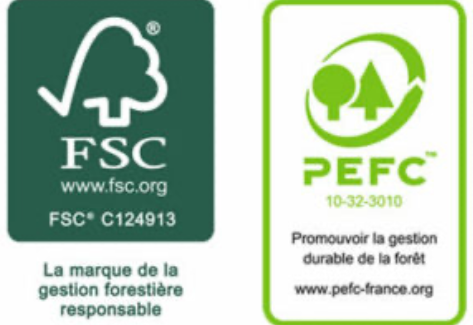 ®
FSC
www.fsc.org
FSC® C124913
La marque de la
gestion forestière
responsable
PEFC™
10-32-3010
Promouvoir la gestion
durable de la forêt
www.pefc-france.org